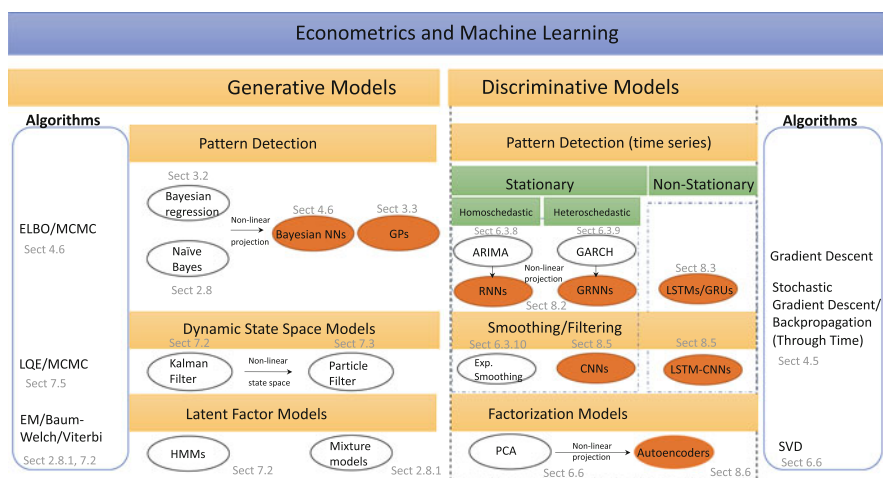 Econometrics and Machine Learning
Generative Models
Discriminative Models
Algorithms
ELBO/MCMC
Sect 4.6
LQE/MCMC
Sect 7.5
EM/Baum-
Welch/Viterbi
Sect 2.8.1, 7.2
Pattern Detection
Sect 3.2
Bayesian
regression
Naïve
Bayes
Sect 2.8
Non-linear
projection
Sect 4.6
Bayesian NNs
Sect 3.3
GPs
Dynamic State Space Models
Sect 7.2
Kalman
Filter
Non-linear
state space
Sect 7.3
Particle
Filter
Latent Factor Models
HMMs
Sect 7.2
Mixture
models
Sect 2.8.1
Pattern Detection (time series)
Stationary
Non-Stationary
Homoschedastic
Heteroschedastic
Sect 6.3.8
Sect 6.3.9
ARIMA
GARCH
Non-linear
projection
RNNs
GRNNs
Sect 8.2
Sect 8.3
LSTMs/GRUs
Smoothing/Filtering
Sect 6.3.10
Exp.
Smoothing
Sect 8.5
CNNs
Sect 8.5
LSTM-CNNs
Factorization Models
PCA
Non-linear
projection
Sect 6.6
Autoencoders
Sect 8.6
Algorithms
Gradient Descent
Stochastic
Gradient Descent/
Backpropagation
(Through Time)
Sect 4.5
SVD
Sect 6.6